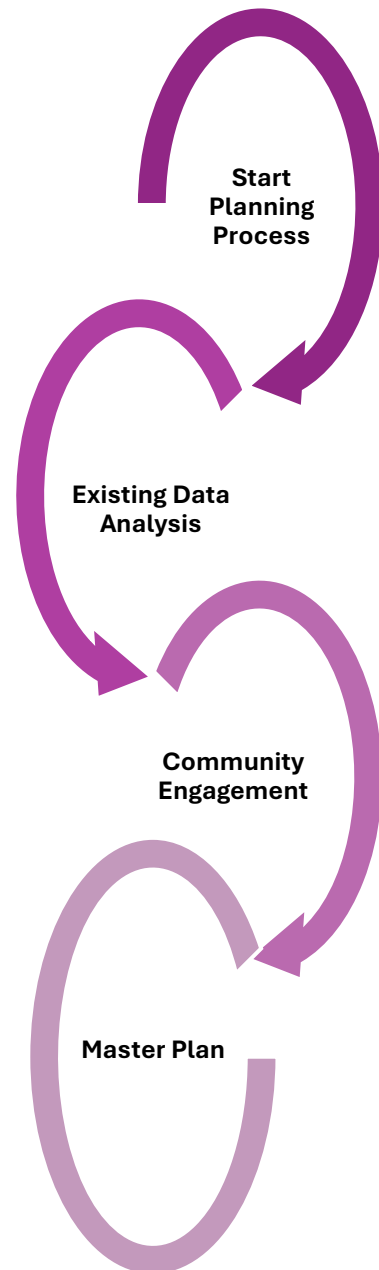 Start
Planning
Process
Existing Data
Analysis
Community
Engagement
Master Plan